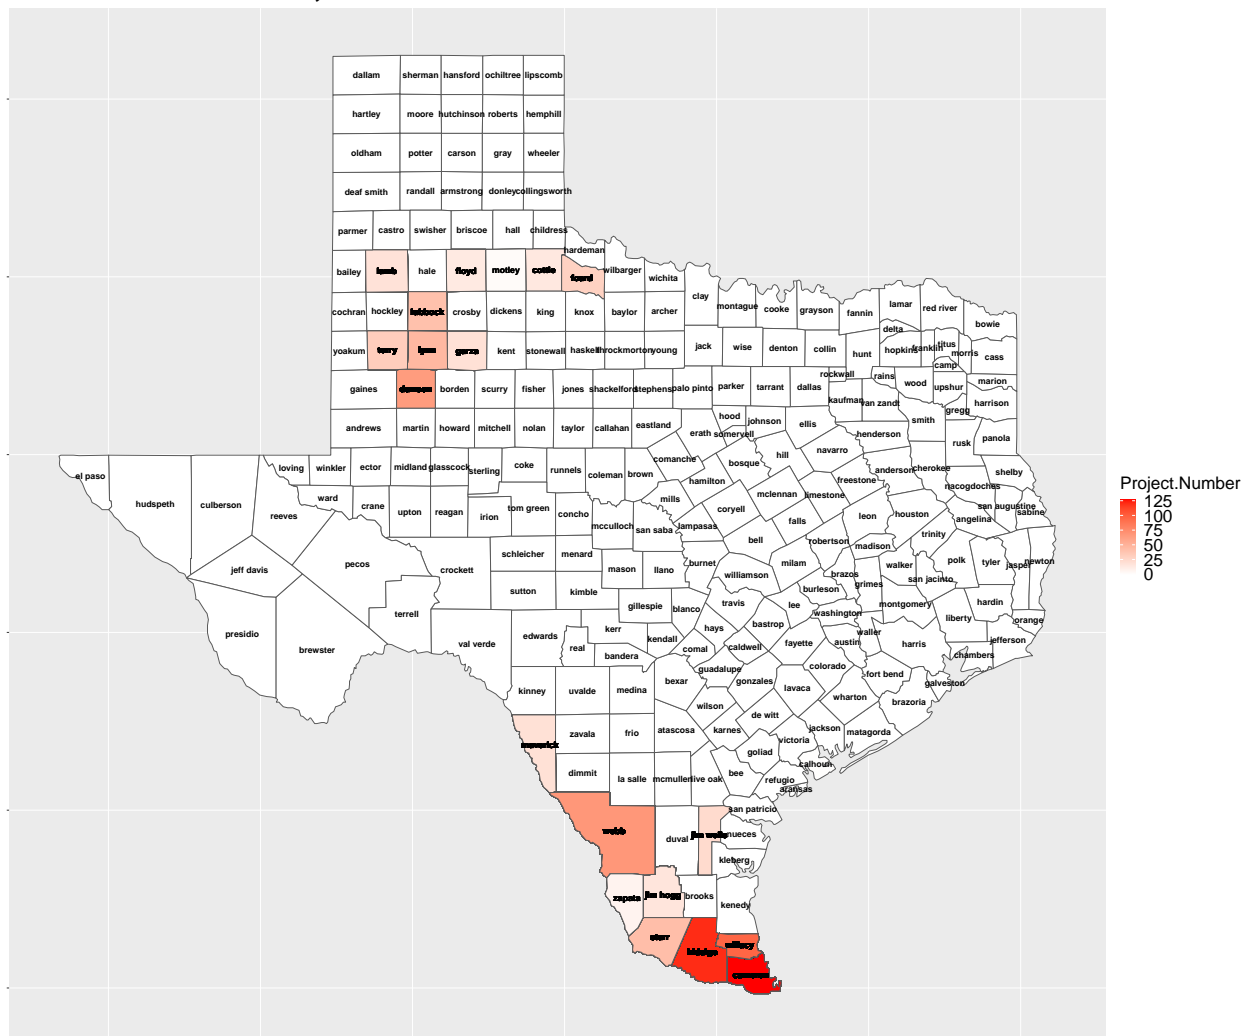 dallam sherman hansford ochiltree lipscomb
hartley moore hutchinson roberts hemphill
oldham potter carson gray wheeler
deaf smith randall armstrong donley collingsworth
parmer castro swisher briscoe hall childress
hardeman
bailey lamb hale floyd motley cottle foard wilbarger wichita
cochran hockley lubbock crosby dickens king knox baylor archer clay montague cooke grayson fannin lamar red river bowie
delta
yoakum terry lynn garza kent stonewall haskell throckmorton young jack wise denton collin hunt hopkins franklin titus morris cass
camp
rockwall rains
gaines dawson borden scurry fisher jones shackelford stephens palo pinto parker tarrant dallas kaufman van zandt wood upshur marion
gregg harrison
andrews martin howard mitchell nolan taylor callahan eastland erath hood somervell johnson ellis henderson smith rusk panola
el paso loving winkler ector midland glasscock sterling coke runnels coleman brown comanche hamilton bosque hill navarro anderson cherokee shelby
nacogdoches
hudspeth culberson reeves ward crane upton reagan irion tom green concho mcculloch san saba mills lampasas coryell mclennan limestone freestone leon houston angelina san augustine sabine
falls robertson madison trinity
jeff davis pecos crockett schleicher menard mason llano burnet bell milam brazos grimes walker san jacinto polk tyler jasper newton
presidio brewster terrell val verde sutton kimble gillespie blanco williamson travis lee burleson washington montgomery liberty hardin orange
edwards real kerr bandera kendall comal hays caldwell bastrop fayette austin waller harris chambers jefferson
kinney uvalde medina bexar guadalupe gonzales lavaca colorado wharton fort bend brazoria galveston
maverick zavala frio atascosa wilson karnes de witt victoria jackson matagorda
dimmit la salle mcmullen live oak bee goliad refugio calhoun
aransas
webb duval jim wells nueces san patricio
kleberg
zapata jim hogg brooks kenedy
starr hidalgo willacy
cameron
Project.Number
125
100
75
50
25
0